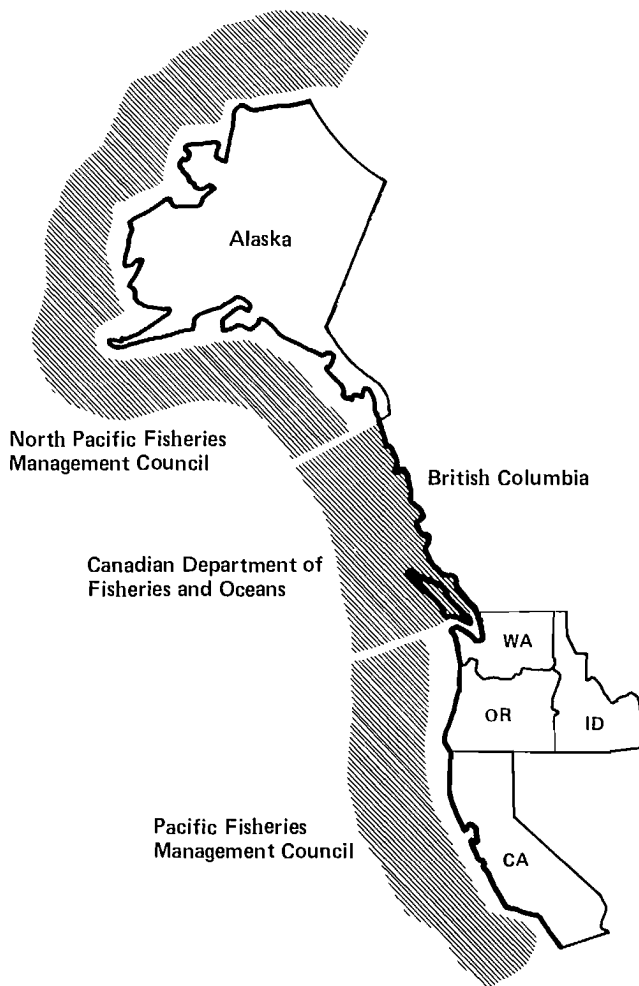 Alaska
North Pacific Fisheries
Management Council
British Columbia
Canadian Department of
Fisheries and Oceans
WA
OR
ID
Pacific Fisheries
Management Council
CA